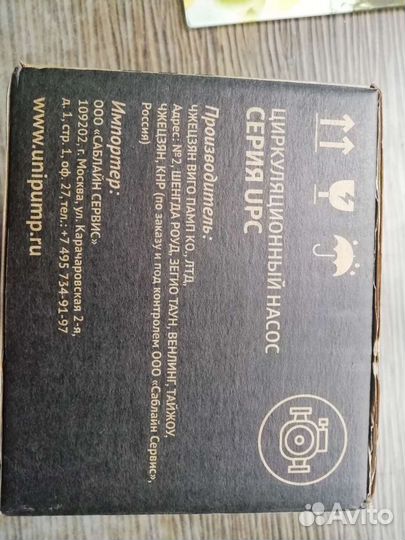 ЦИРКУЛЯЦИОННЫЙ НАСОС
СЕРИЯ UPC
Производитель:
ЧЖЕЦЗЯН ВИТО ПАМП КО., ЛТД,
Адрес: №2, ШЕНГДА РОУД, ЗЕГИО ТАУН, ВЕНЛИНГ, ТАЙЖОУ,
ЧЖЕЦЗЯН, КНР (по заказу и под контролем ООО «Саблайн Сервис»,
Россия)
Импортер:
ООО «САБЛАЙН СЕРВИС»
109202, г. Москва, ул. Карачаровская 2-я,
д. 1, стр. 1, оф. 27, тел.: +7 495 734-91-97
www.unipump.ru
Avito